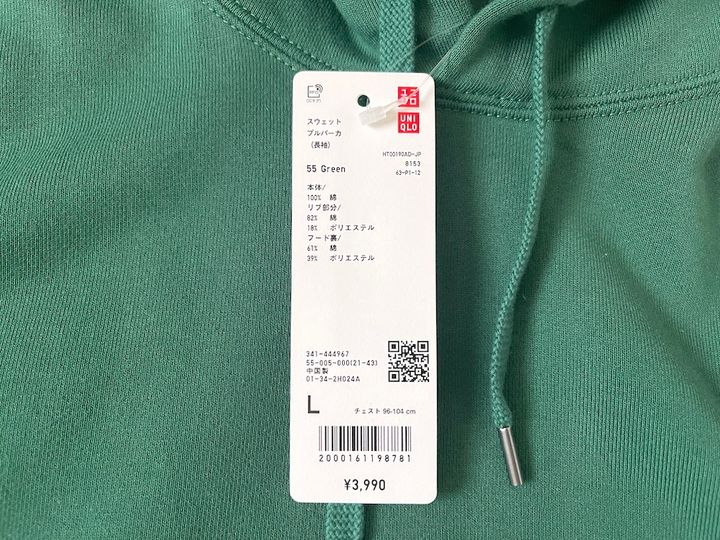 ユニ
クロ
UNI
QLO
スウェット
プルパーカ
(長袖)
HT00190AD-JP
8153
63-P1-12
55 Green
本体/
100% 綿
リブ部分/
82% 綿
18% ポリエステル
フード裏/
61% 綿
39% ポリエステル
341-444967
55-005-000(21-43)
中国製
01-34-2H024A
L チェスト 96-104 cm
2000161198781
¥3,990